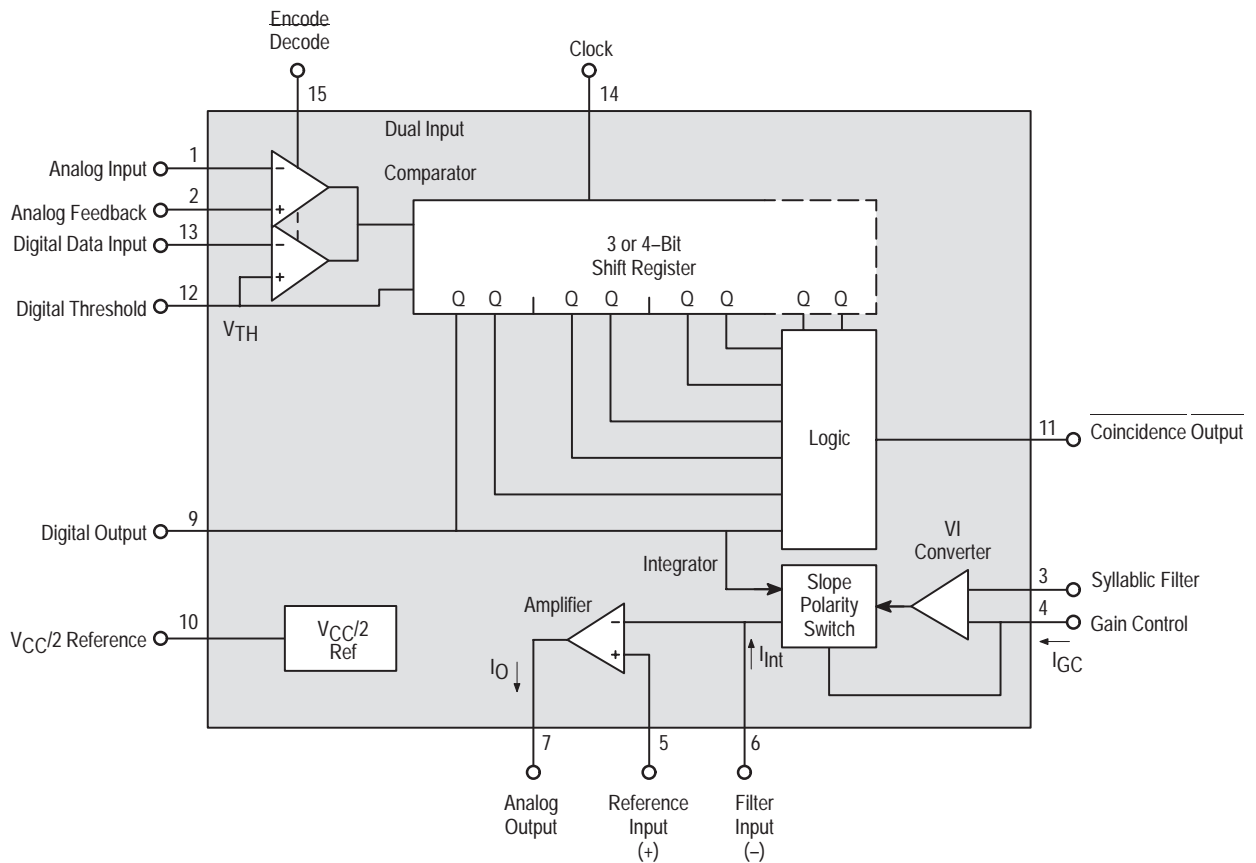 Encode
Decode
Clock
15
14
Dual Input
Comparator
1
Analog Input
–
2
Analog Feedback
+
13
Digital Data Input
–
12
+
Digital Threshold
VTH
3 or 4–Bit
Shift Register
Q Q Q Q Q Q Q Q
Logic
11
Coincidence Output
9
Digital Output
VI
Converter
Integrator
Slope
Polarity
Switch
3
Syllabic Filter
4
Gain Control
IGC
10
VCC/2 Reference
VCC/2
Ref
Amplifier
–
+
IO
IInt
7
5
6
Analog
Output
Reference
Input
(+)
Filter
Input
(–)